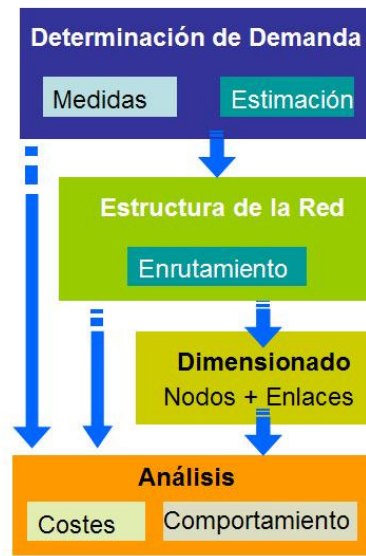 Determinación de Demanda
Medidas
Estimación
Estructura de la Red
Enrutamiento
Dimensionado
Nodos + Enlaces
Análisis
Costes
Comportamiento